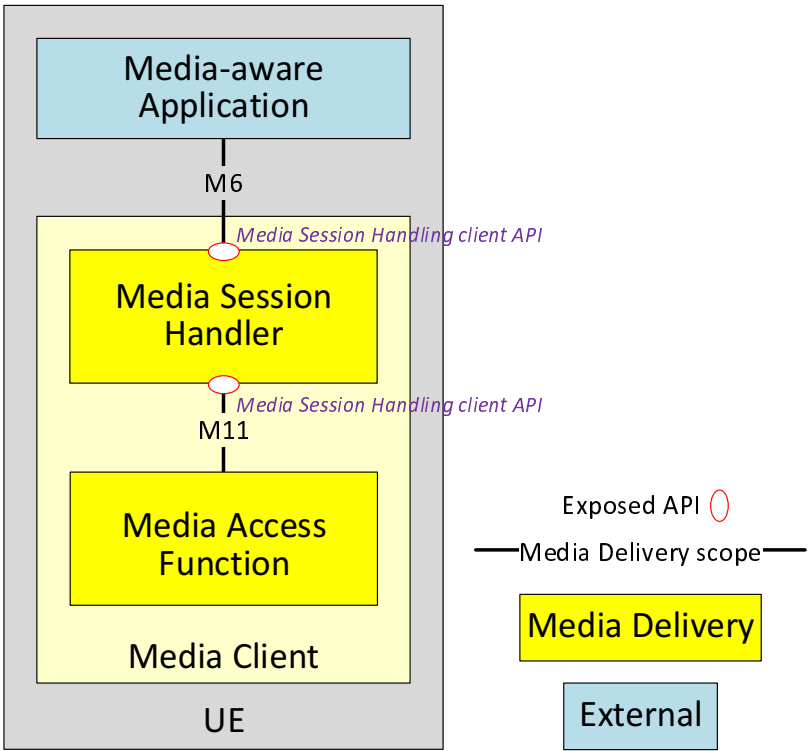 Media-aware
Application
M6
Media Session Handling client API
Media Session
Handler
Media Session Handling client API
M11
Media Access
Function
Media Client
UE
Exposed API
Media Delivery scope
Media Delivery
External